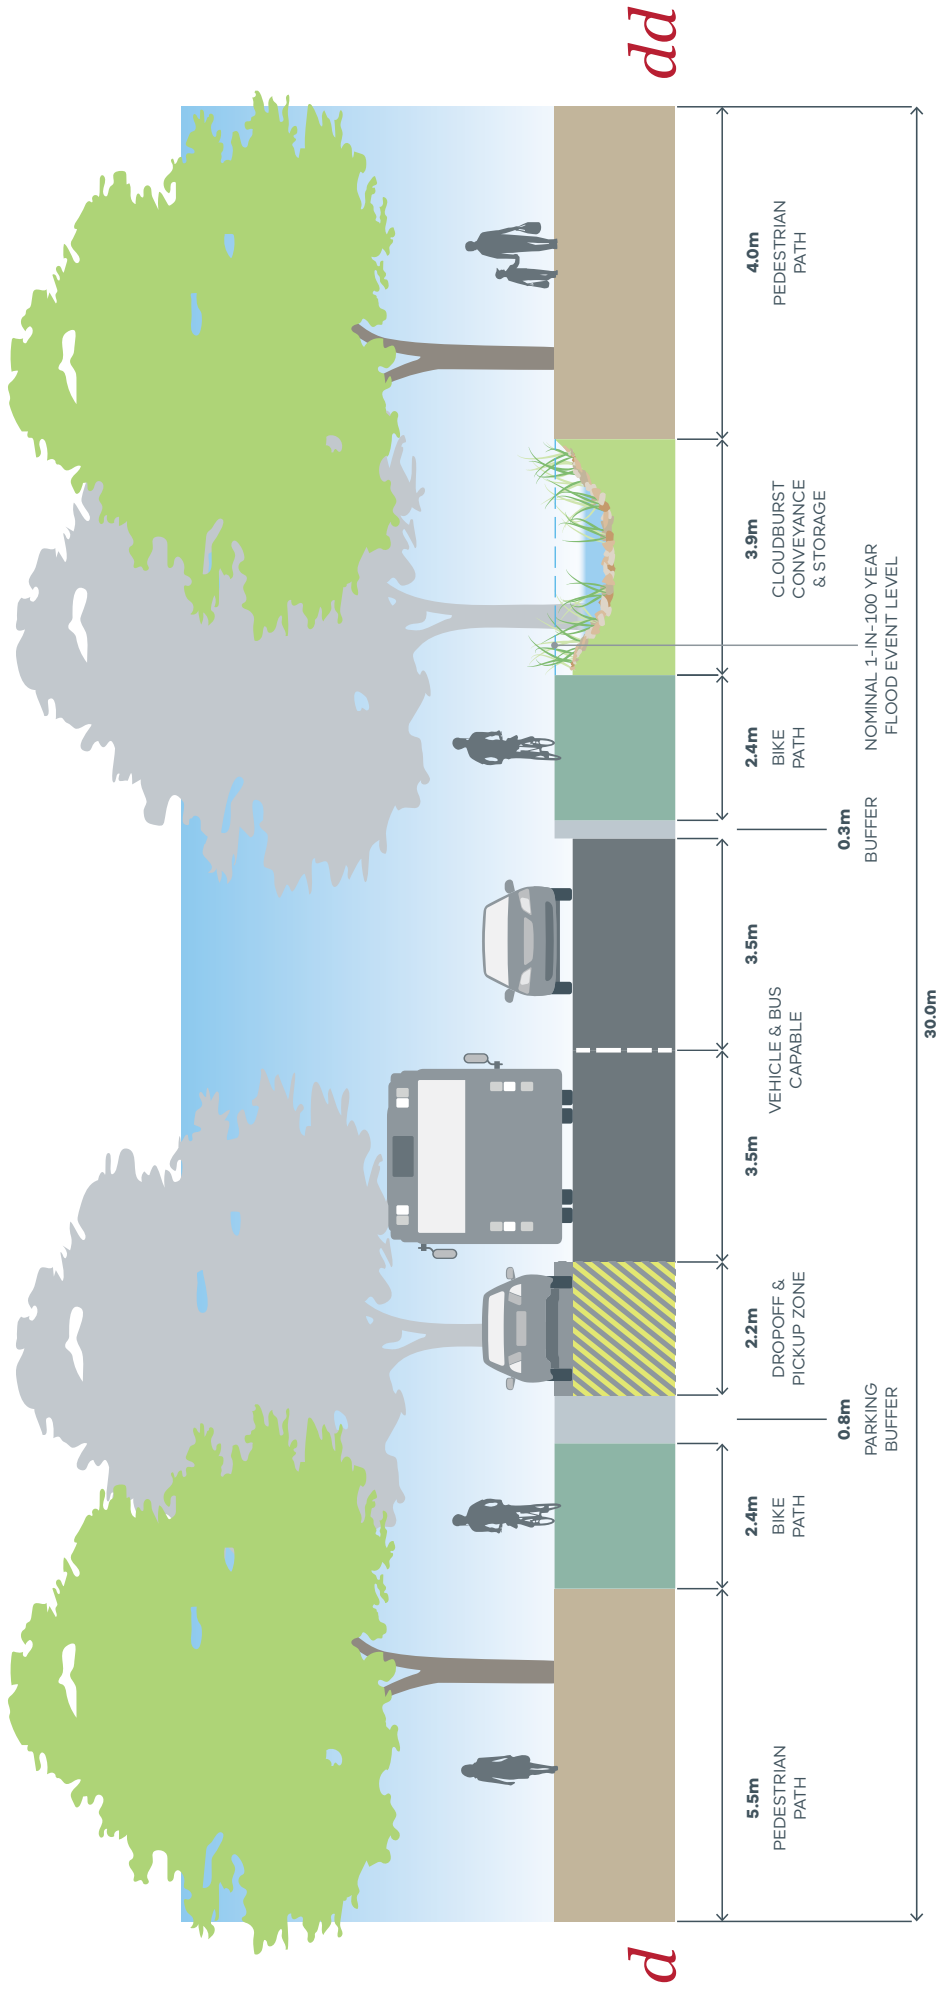 d
dd
5.5m
PEDESTRIAN
PATH
2.4m
BIKE
PATH
0.8m
PARKING
BUFFER
2.2m
DROPOFF &
PICKUP ZONE
3.5m
3.5m
VEHICLE & BUS
CAPABLE
0.3m
BUFFER
2.4m
BIKE
PATH
NOMINAL 1-IN-100 YEAR
FLOOD EVENT LEVEL
3.9m
CLOUDBURST
CONVEYANCE
& STORAGE
4.0m
PEDESTRIAN
PATH
30.0m